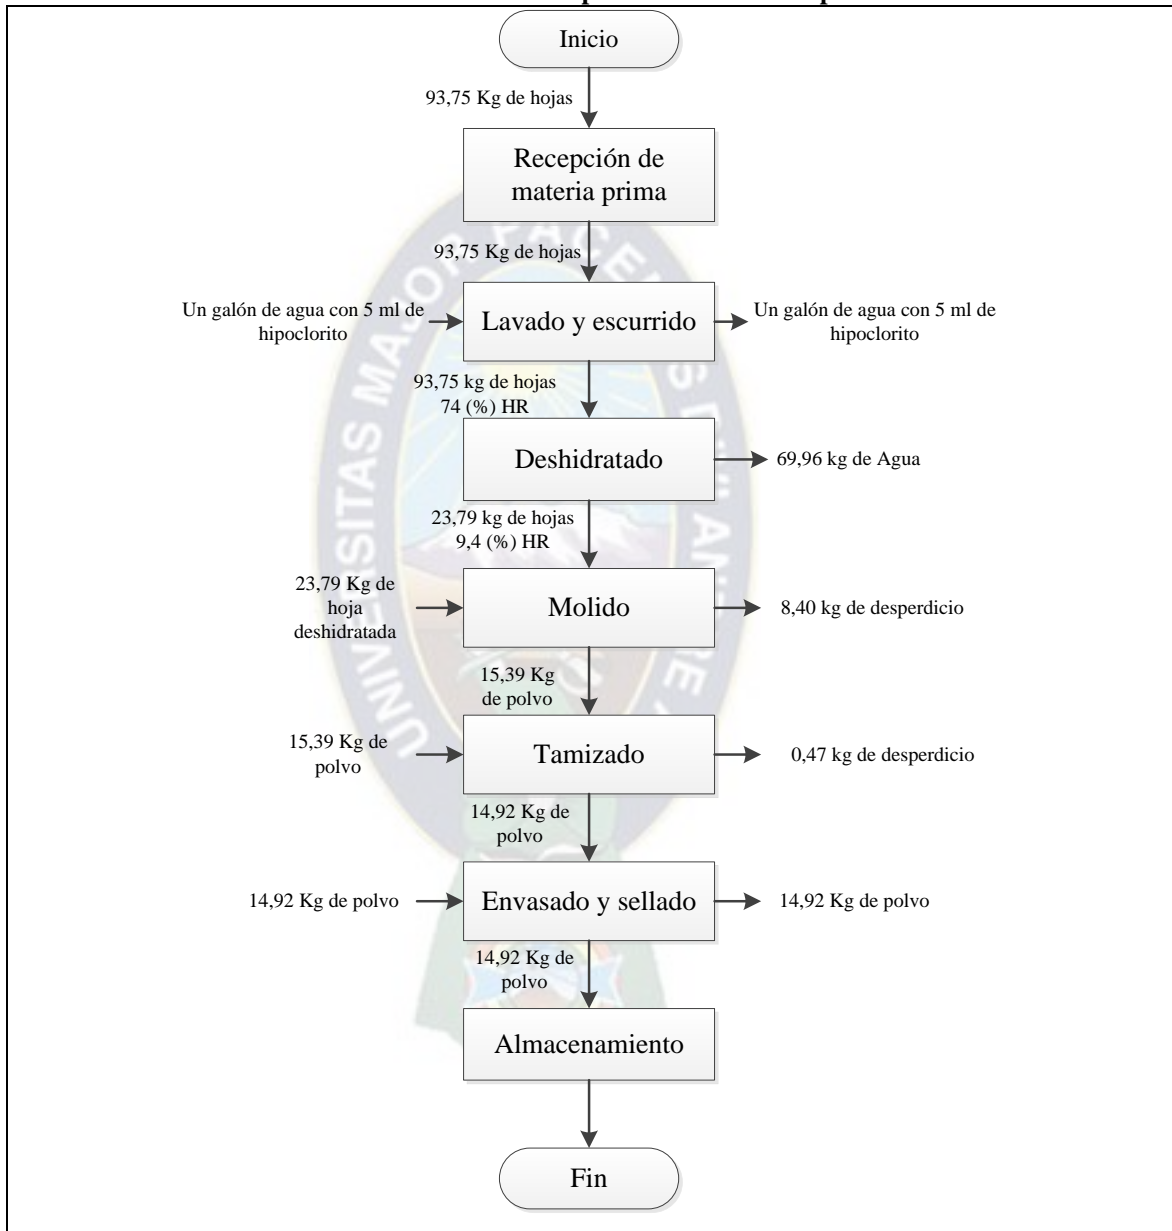 Inicio
93,75 Kg de hojas
Recepción de
materia prima
93,75 Kg de hojas
Un galón de agua con 5 ml de
hipoclorito
Lavado y escurrido
Un galón de agua con 5 ml de
hipoclorito
93,75 kg de hojas
74 (%) HR
Deshidratado
69,96 kg de Agua
23,79 kg de hojas
9,4 (%) HR
23,79 Kg de
hoja
deshidratada
Molido
8,40 kg de desperdicio
15,39 Kg
de polvo
15,39 Kg de
polvo
Tamizado
0,47 kg de desperdicio
14,92 Kg de
polvo
14,92 Kg de polvo
Envasado y sellado
14,92 Kg de polvo
14,92 Kg de
polvo
Almacenamiento
Fin
UNIVERSITAS MAJOR PACENSIS DIVI ANDREAE